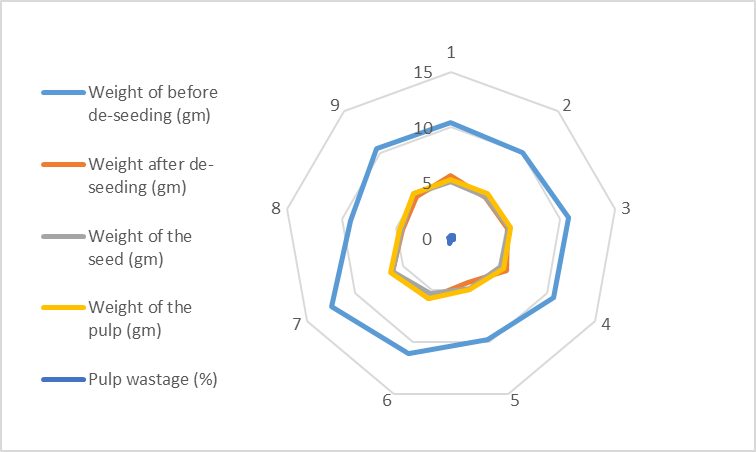 Weight of before
de-seeding (gm)
Weight after de-
seeding (gm)
Weight of the
seed (gm)
Weight of the
pulp (gm)
Pulp wastage (%)
1
2
3
4
5
6
7
8
9
15
10
5
0